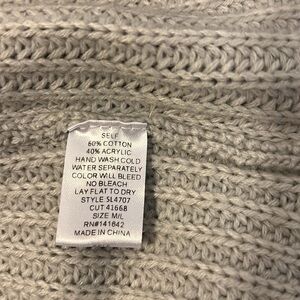 SELF
60% COTTON
40% ACRYLIC
HAND WASH COLD
WATER SEPARATELY
COLOR WILL BLEED
NO BLEACH
LAY FLAT TO DRY
STYLE SL4707
CUT 41668
SIZE M/L
RN#141842
MADE IN CHINA